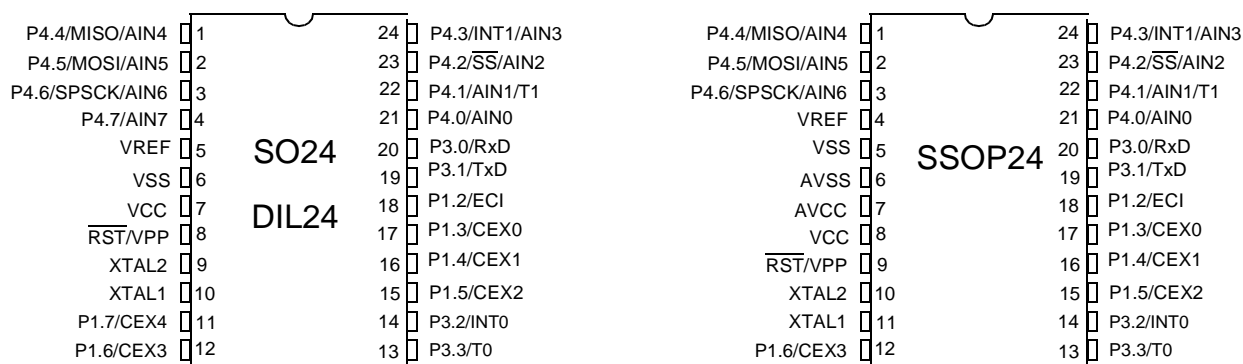 P4.4/MISO/AIN4 1 24 P4.3/INT1/AIN3
P4.5/MOSI/AIN5 2 23 P4.2/SS/AIN2
P4.6/SPSCK/AIN6 3 22 P4.1/AIN1/T1
P4.7/AIN7 4 21 P4.0/AIN0
VREF 5 20 P3.0/RxD
VSS 6 19 P3.1/TxD
VCC 7 18 P1.2/ECI
RST/VPP 8 17 P1.3/CEX0
XTAL2 9 16 P1.4/CEX1
XTAL1 10 15 P1.5/CEX2
P1.7/CEX4 11 14 P3.2/INT0
P1.6/CEX3 12 13 P3.3/T0
SO24
DIL24
P4.4/MISO/AIN4 1 24 P4.3/INT1/AIN3
P4.5/MOSI/AIN5 2 23 P4.2/SS/AIN2
P4.6/SPSCK/AIN6 3 22 P4.1/AIN1/T1
VREF 4 21 P4.0/AIN0
VSS 5 20 P3.0/RxD
AVSS 6 19 P3.1/TxD
AVCC 7 18 P1.2/ECI
VCC 8 17 P1.3/CEX0
RST/VPP 9 16 P1.4/CEX1
XTAL2 10 15 P1.5/CEX2
XTAL1 11 14 P3.2/INT0
P1.6/CEX3 12 13 P3.3/T0
SSOP24